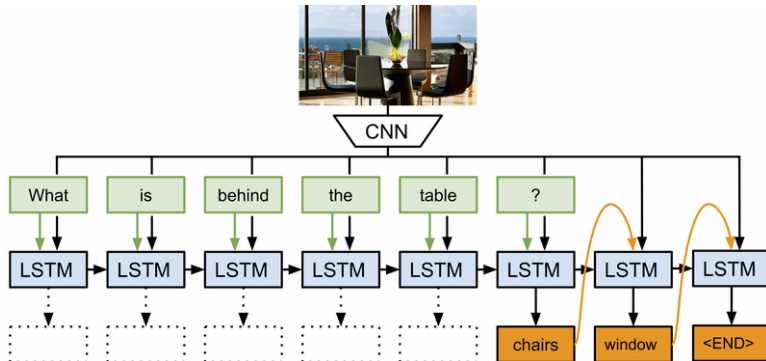 CNN
What is behind the table ?
LSTM LSTM LSTM LSTM LSTM LSTM LSTM LSTM
chairs window <END>